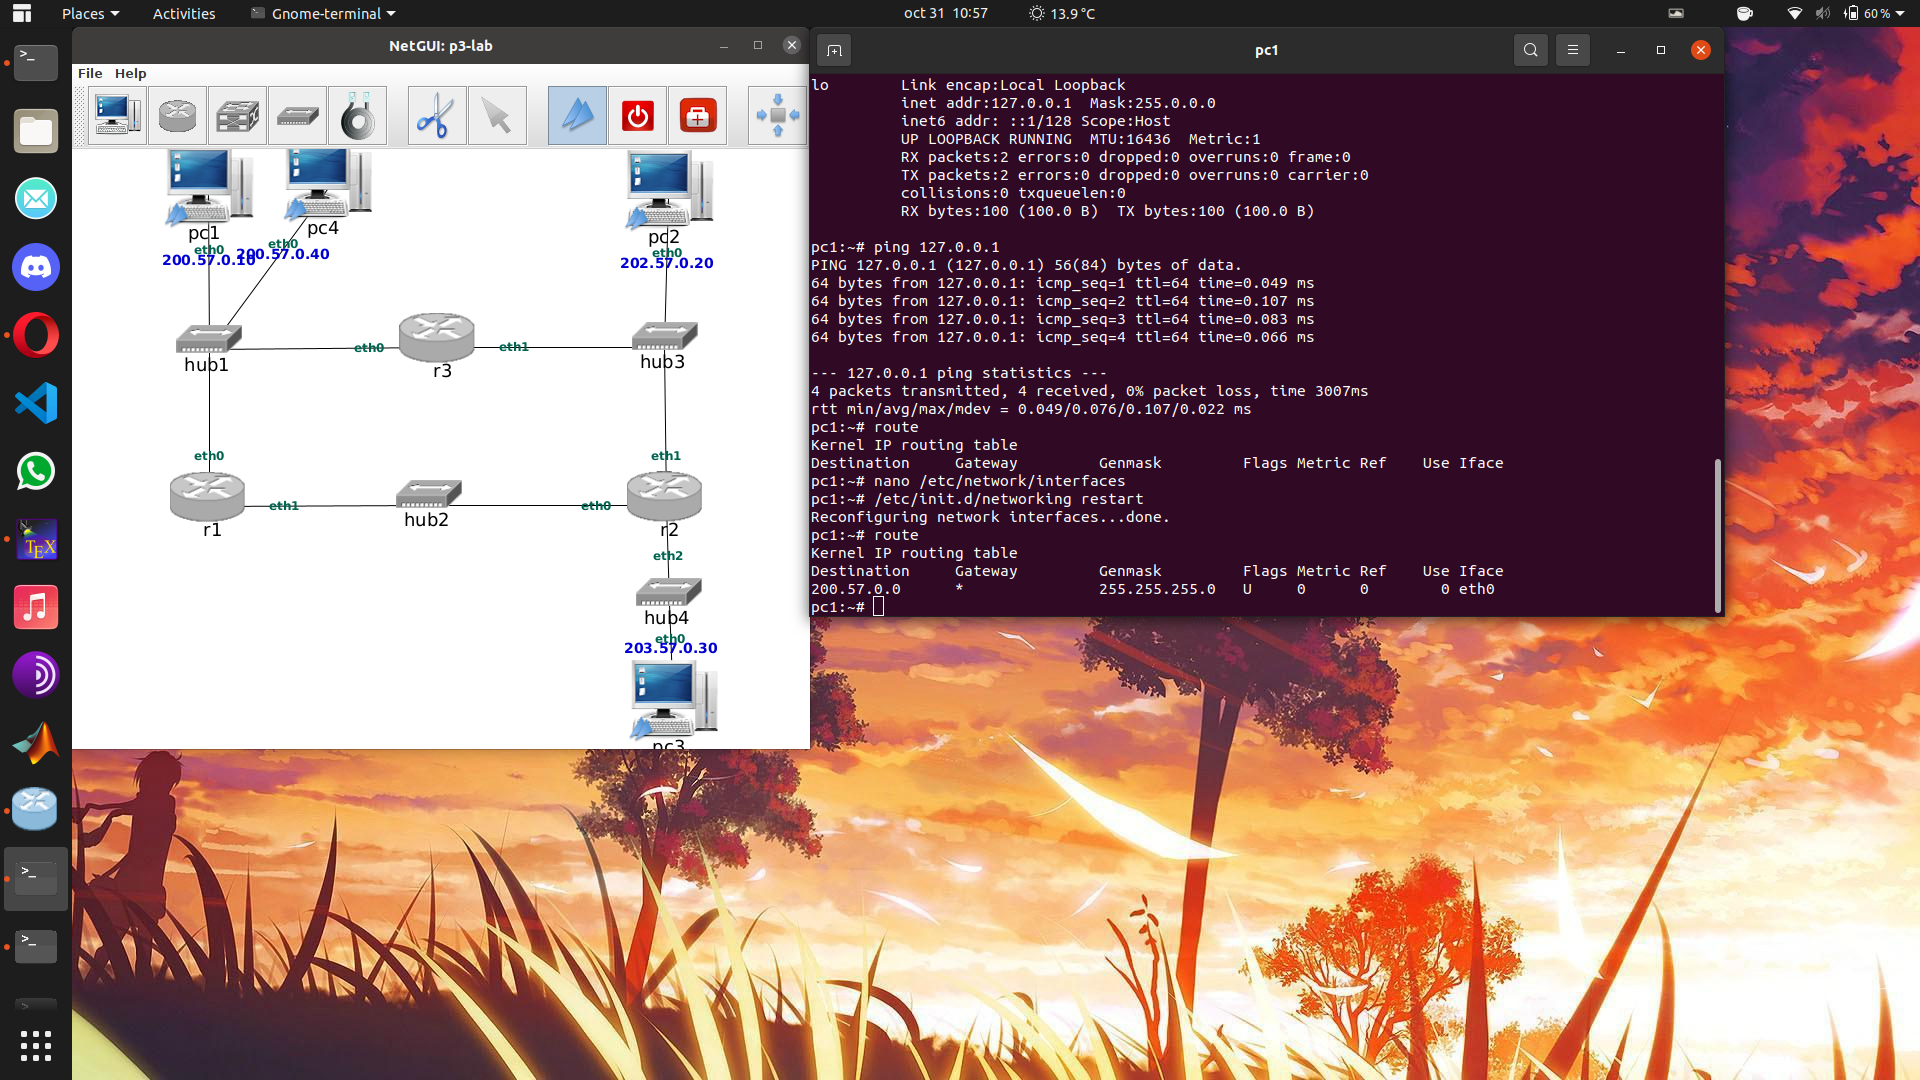 Places
Activities
Gnome-terminal
oct 31 10:57
13.9 °C
60 %
NetGUI: p3-lab
File Help
pc1
pc4
pc2
eth0
eth0
eth0
200.57.0.10
200.57.0.40
202.57.0.20
eth0
eth1
hub1
r3
hub3
eth0
eth1
eth1
eth0
hub2
r1
r2
eth2
hub4
eth0
203.57.0.30
pc3
pc1
lo Link encap:Local Loopback
inet addr:127.0.0.1 Mask:255.0.0.0
inet6 addr: ::1/128 Scope:Host
UP LOOPBACK RUNNING MTU:16436 Metric:1
RX packets:2 errors:0 dropped:0 overruns:0 frame:0
TX packets:2 errors:0 dropped:0 overruns:0 carrier:0
collisions:0 txqueuelen:0
RX bytes:100 (100.0 B) TX bytes:100 (100.0 B)
pc1:~# ping 127.0.0.1
PING 127.0.0.1 (127.0.0.1) 56(84) bytes of data.
64 bytes from 127.0.0.1: icmp_seq=1 ttl=64 time=0.049 ms
64 bytes from 127.0.0.1: icmp_seq=2 ttl=64 time=0.107 ms
64 bytes from 127.0.0.1: icmp_seq=3 ttl=64 time=0.083 ms
64 bytes from 127.0.0.1: icmp_seq=4 ttl=64 time=0.066 ms
--- 127.0.0.1 ping statistics ---
4 packets transmitted, 4 received, 0% packet loss, time 3007ms
rtt min/avg/max/mdev = 0.049/0.076/0.107/0.022 ms
pc1:~# route
Kernel IP routing table
Destination Gateway Genmask Flags Metric Ref Use Iface
pc1:~# nano /etc/network/interfaces
pc1:~# /etc/init.d/networking restart
Reconfiguring network interfaces...done.
pc1:~# route
Kernel IP routing table
Destination Gateway Genmask Flags Metric Ref Use Iface
200.57.0.0 * 255.255.255.0 U 0 0 0 eth0
pc1:~#